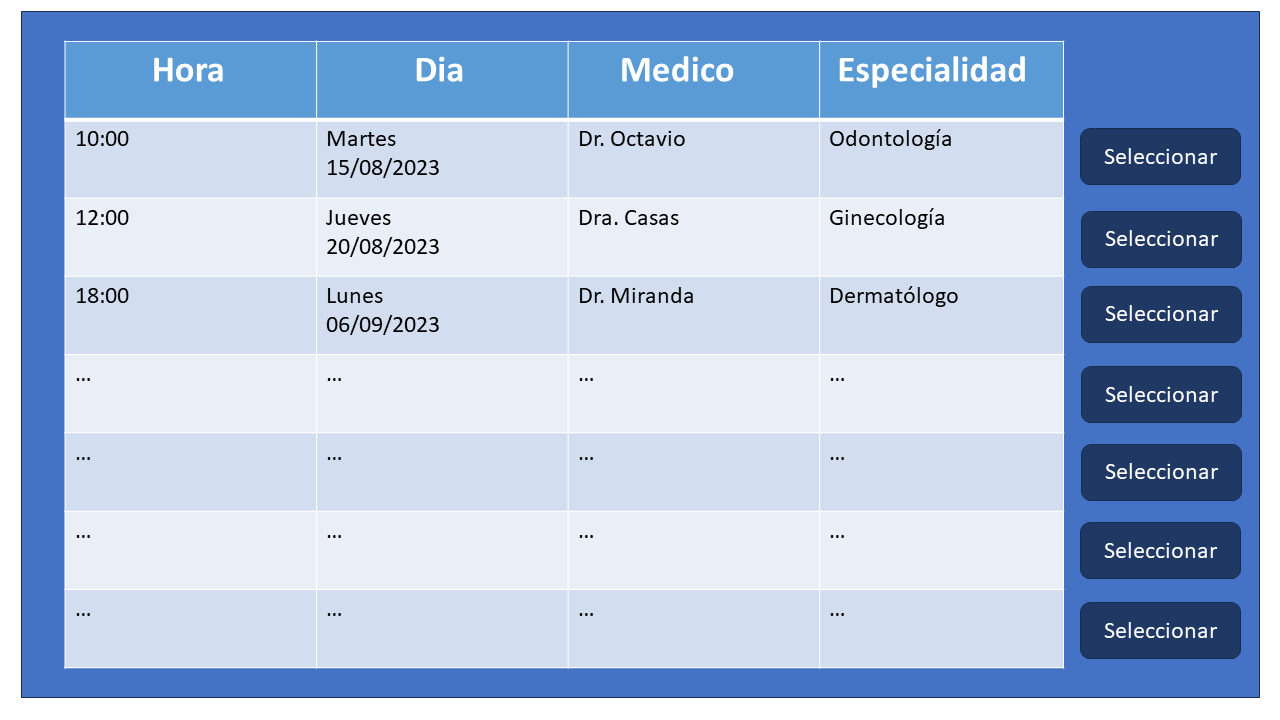 Hora Dia Medico Especialidad
10:00 Martes Dr. Octavio Odontología
15/08/2023
Seleccionar
12:00 Jueves Dra. Casas Ginecología
20/08/2023
Seleccionar
18:00 Lunes Dr. Miranda Dermatólogo
06/09/2023
Seleccionar
... ... ... ...
Seleccionar
... ... ... ...
Seleccionar
... ... ... ...
Seleccionar
... ... ... ...
Seleccionar